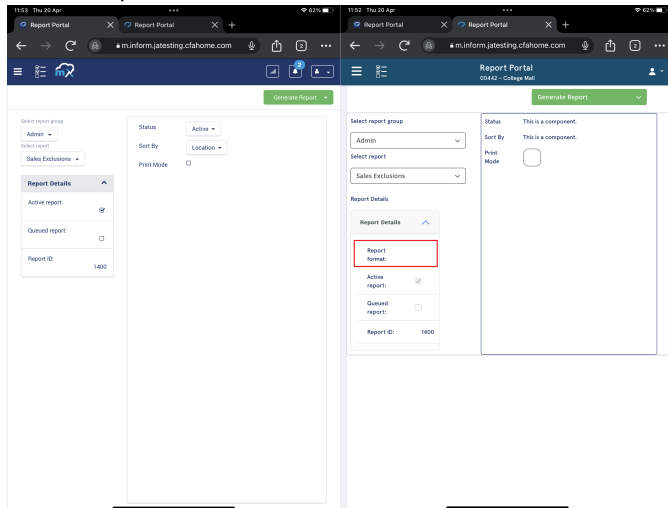 11:53 Thu 20 Apr
62%
Report Portal
Report Portal
m.inform.jatesting.cfahome.com
2
mX
2
Generate Report
Select report group
Admin
Select report
Sales Exclusions
Report Details
Active report:
Queued report:
Report ID:
1400
Status
Active
Sort By
Location
Print Mode
11:52 Thu 20 Apr
62%
Report Portal
Report Portal
m.inform.jatesting.cfahome.com
2
Report Portal
00442 - College Mall
Generate Report
Select report group
Admin
Select report
Sales Exclusions
Report Details
Report Details
Report
format:
Active
report:
Queued
report:
Report ID: 1400
Status This is a component.
Sort By This is a component.
Print
Mode